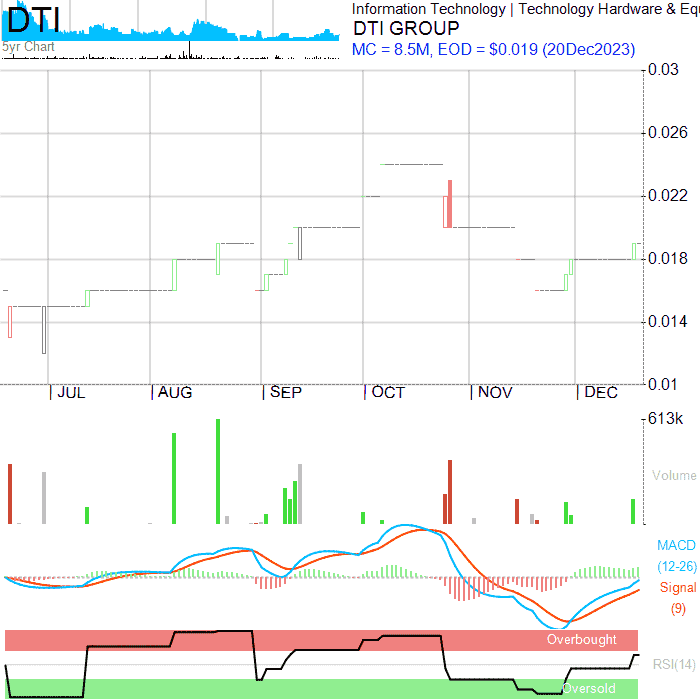 DTI
5yr Chart
Information Technology | Technology Hardware & Equ
DTI GROUP
MC = 8.5M, EOD = $0.019 (20Dec2023)
0.03
0.026
0.022
0.018
0.014
0.01
JUL AUG SEP OCT NOV DEC
613k
Volume
MACD
(12-26)
Signal
(9)
Overbought
RSI(14)
Oversold